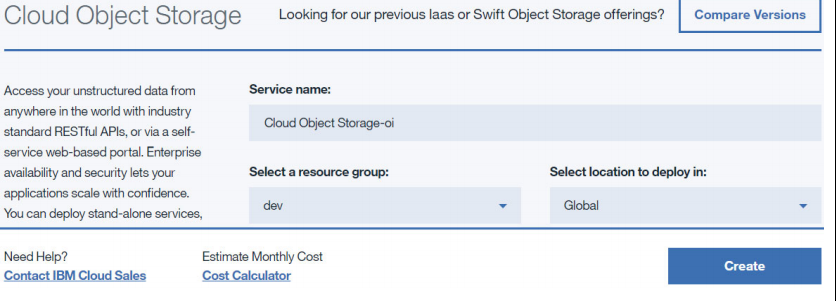 Cloud Object Storage
Looking for our previous Iaas or Swift Object Storage offerings?
Compare Versions
Access your unstructured data from
anywhere in the world with industry
standard RESTful APIs, or via a self-
service web-based portal. Enterprise
availability and security lets your
applications scale with confidence.
You can deploy stand-alone services,
Service name:
Cloud Object Storage-oi
Select a resource group:
Select location to deploy in:
dev
Global
Need Help?
Contact IBM Cloud Sales
Estimate Monthly Cost
Cost Calculator
Create